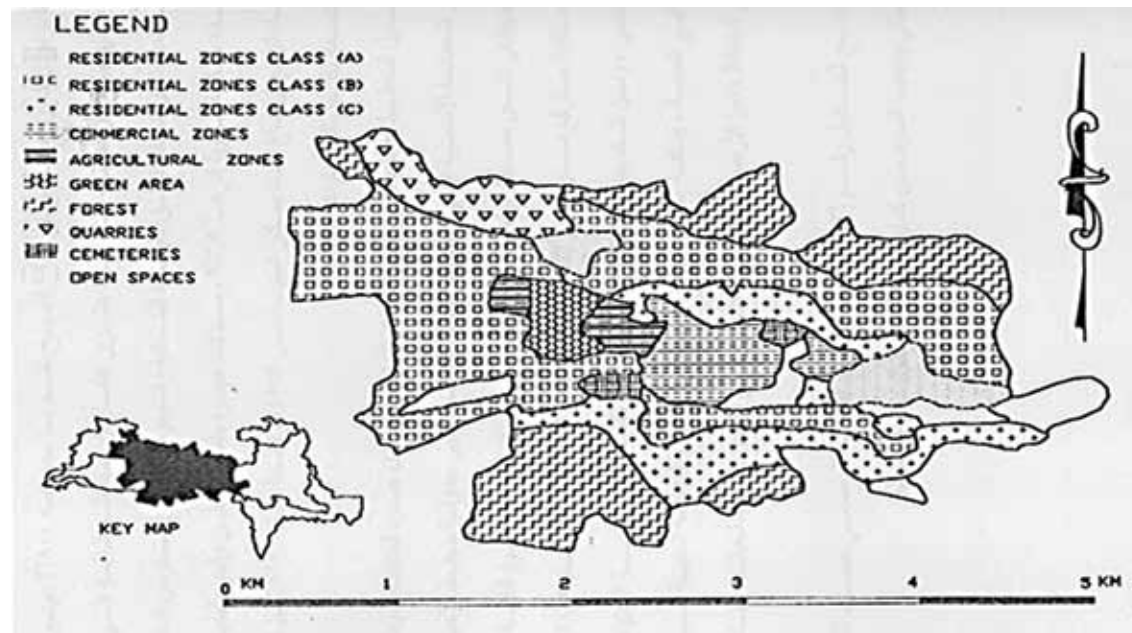 LEGEND
RESIDENTIAL ZONES CLASS (A)
RESIDENTIAL ZONES CLASS (B)
RESIDENTIAL ZONES CLASS (C)
COMMERCIAL ZONES
AGRICULTURAL ZONES
GREEN AREA
FOREST
QUARRIES
CEMETERIES
OPEN SPACES
KEY MAP
0 KM 1 2 3 4 5 KM